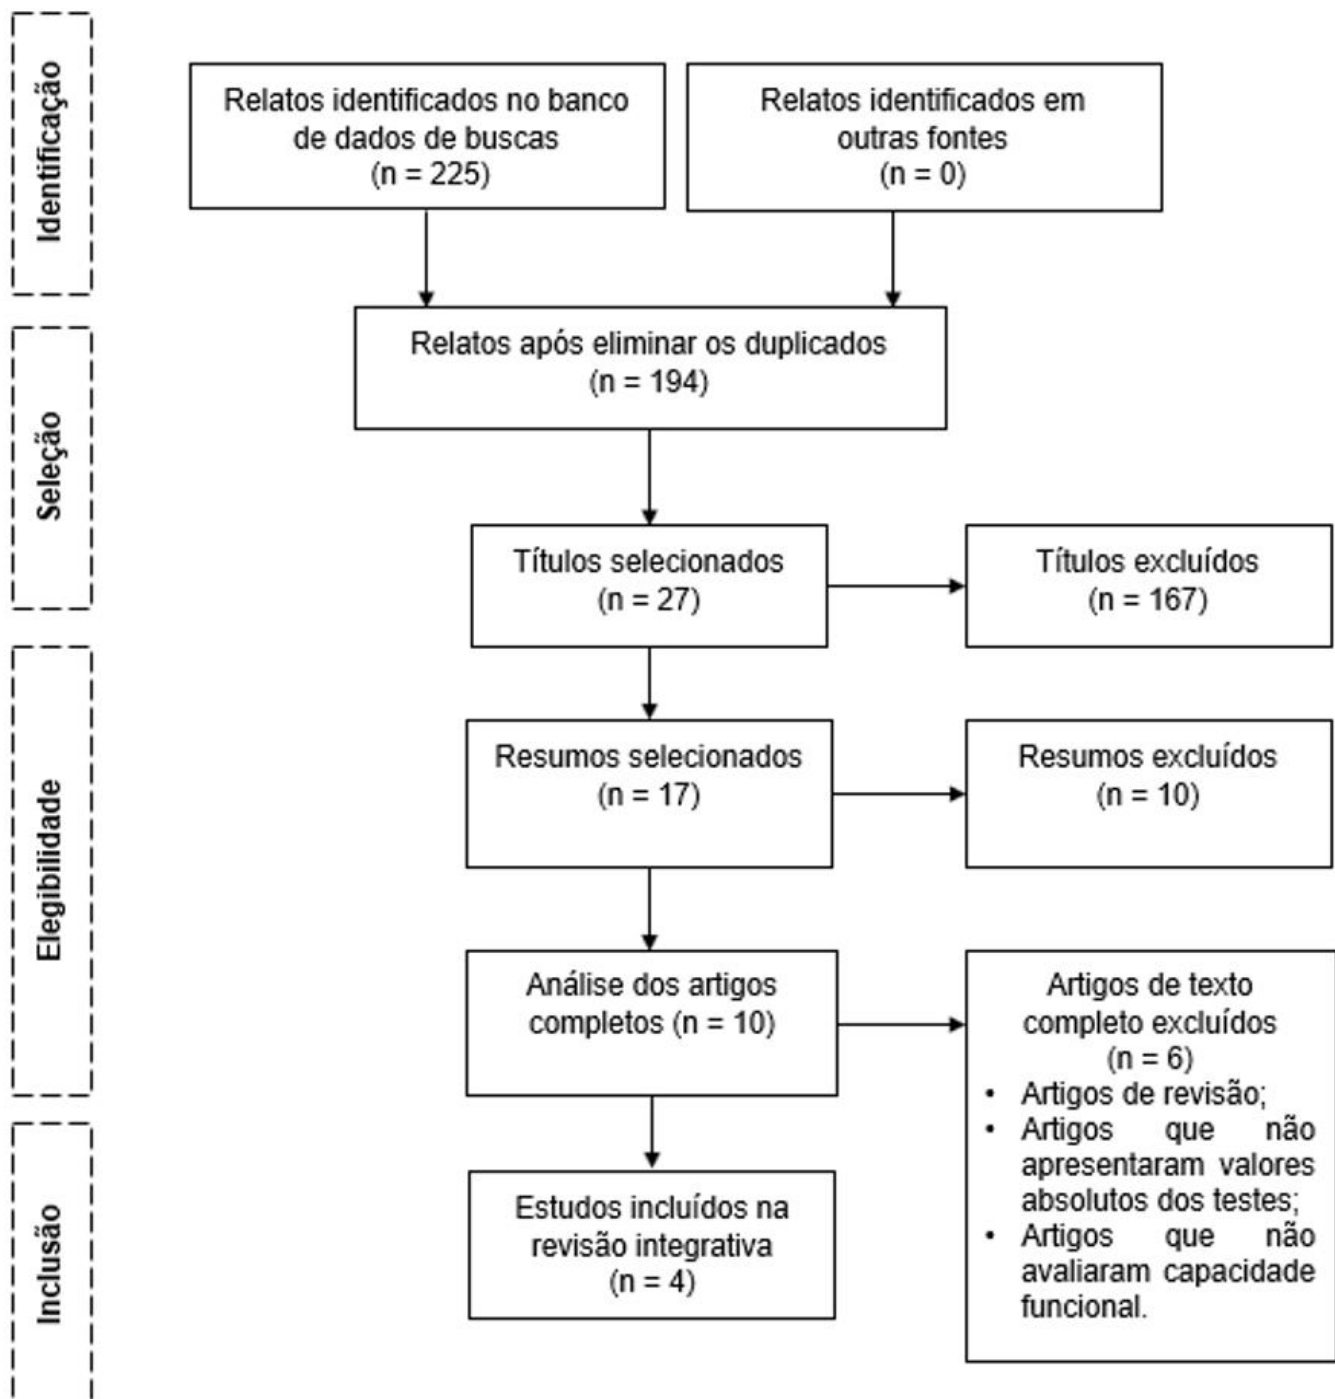 Identificação
Relatos identificados no banco
de dados de buscas
(n = 225)
Relatos identificados em
outras fontes
(n = 0)
Seleção
Relatos após eliminar os duplicados
(n = 194)
Títulos selecionados
(n = 27)
Títulos excluídos
(n = 167)
Elegibilidade
Resumos selecionados
(n = 17)
Resumos excluídos
(n = 10)
Análise dos artigos
completos (n = 10)
Artigos de texto
completo excluídos
(n = 6)
• Artigos de revisão;
• Artigos que não
apresentaram valores
absolutos dos testes;
• Artigos que não
avaliaram capacidade
funcional.
Inclusão
Estudos incluídos na
revisão integrativa
(n = 4)